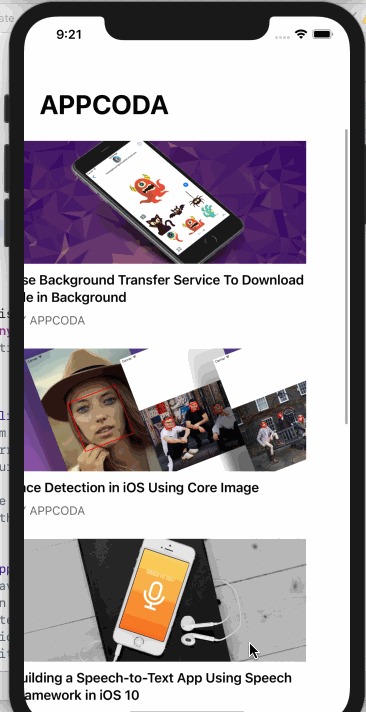 9:21
APPCODA
se Background Transfer Service To Download
le in Background
Y APPCODA
ace Detection in iOS Using Core Image
Y APPCODA
uilding a Speech-to-Text App Using Speech
amework in iOS 10